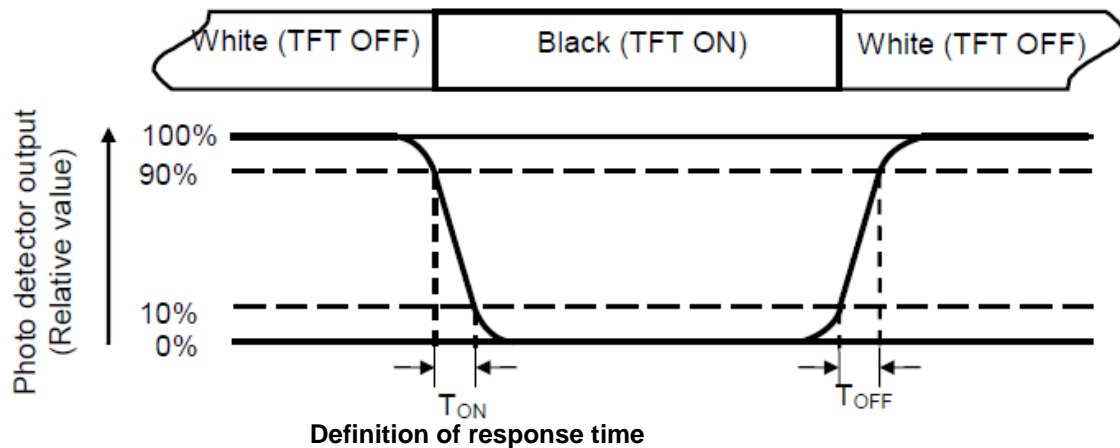 White (TFT OFF)
Black (TFT ON)
White (TFT OFF)
Photo detector output
(Relative value)
100%
90%
10%
0%
TON
TOFF
Definition of response time